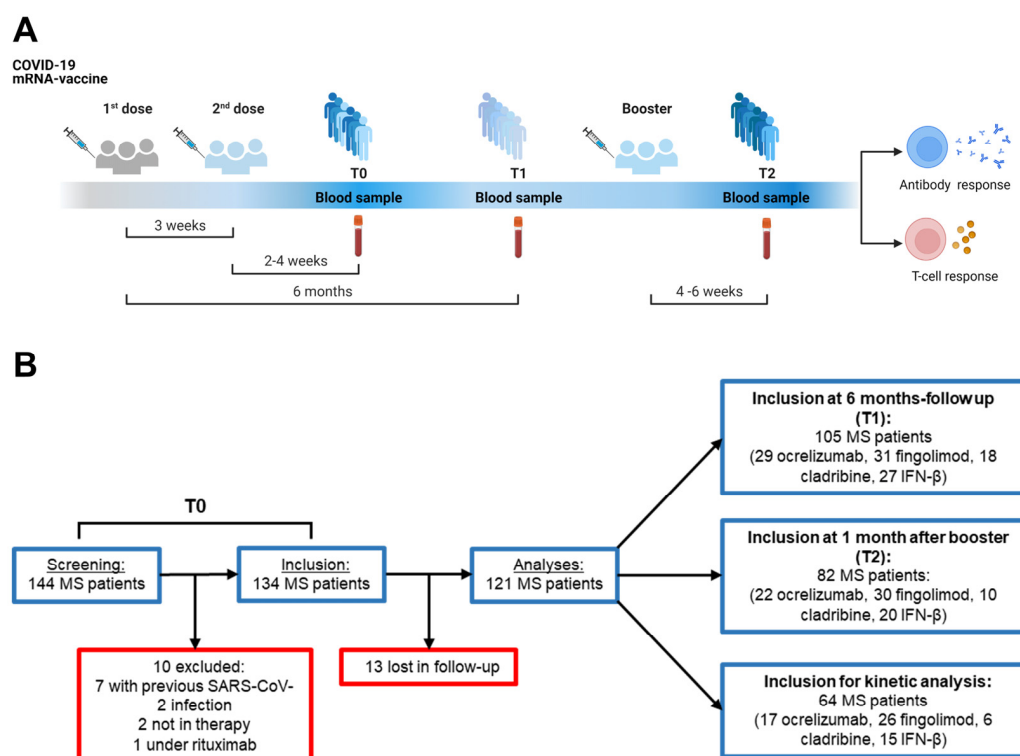 A
COVID-19
mRNA-vaccine
1st dose
2nd dose
Booster
T0
T1
T2
Blood sample
Blood sample
Blood sample
Antibody response
T-cell response
3 weeks
2-4 weeks
6 months
4 -6 weeks
B
T0
Screening:
144 MS patients
Inclusion:
134 MS patients
Analyses:
121 MS patients
10 excluded:
7 with previous SARS-CoV-
2 infection
2 not in therapy
1 under rituximab
13 lost in follow-up
Inclusion at 6 months-followup
(T1):
105 MS patients
(29 ocrelizumab, 31 fingolimod, 18
cladribine, 27 IFN-β)
Inclusion at 1 month after booster
(T2):
82 MS patients:
(22 ocrelizumab, 30 fingolimod, 10
cladribine, 20 IFN-β)
Inclusion for kinetic analysis:
64 MS patients
(17 ocrelizumab, 26 fingolimod, 6
cladribine, 15 IFN-β)